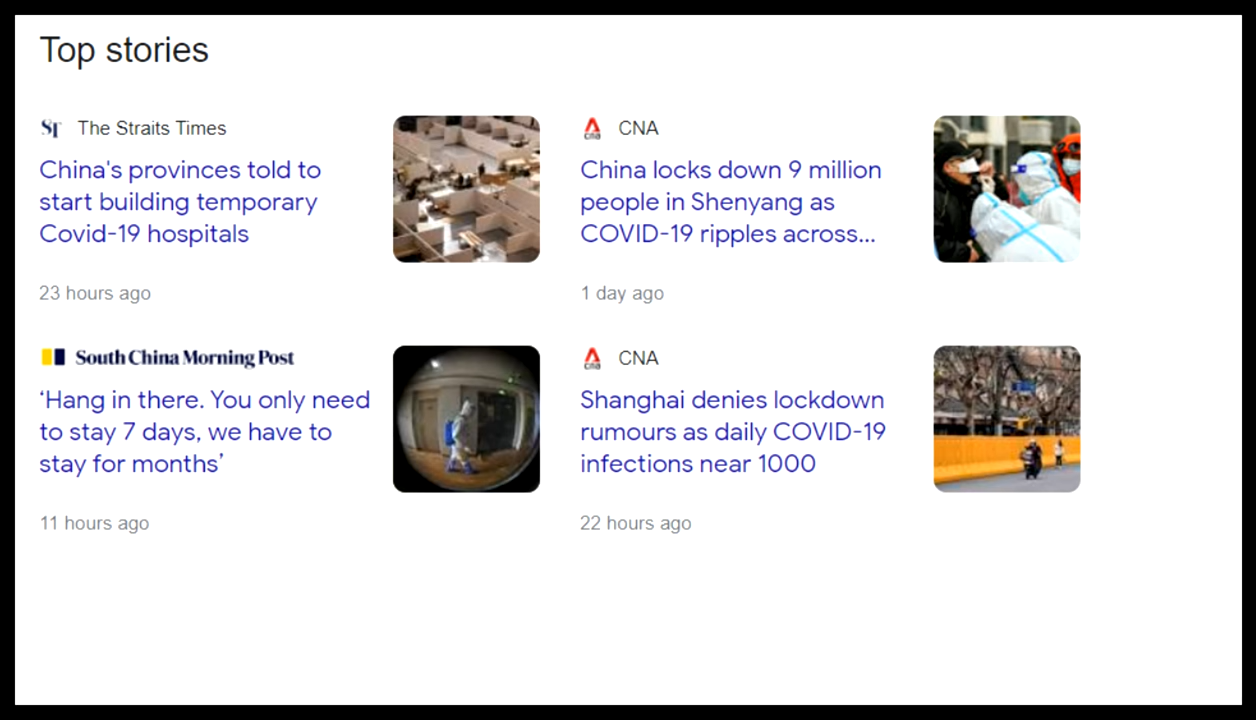 Top stories
ST The Straits Times
China's provinces told to
start building temporary
Covid-19 hospitals
23 hours ago
cna CNA
China locks down 9 million
people in Shenyang as
COVID-19 ripples across...
1 day ago
South China Morning Post
‘Hang in there. You only need
to stay 7 days, we have to
stay for months’
11 hours ago
cna CNA
Shanghai denies lockdown
rumours as daily COVID-19
infections near 1000
22 hours ago